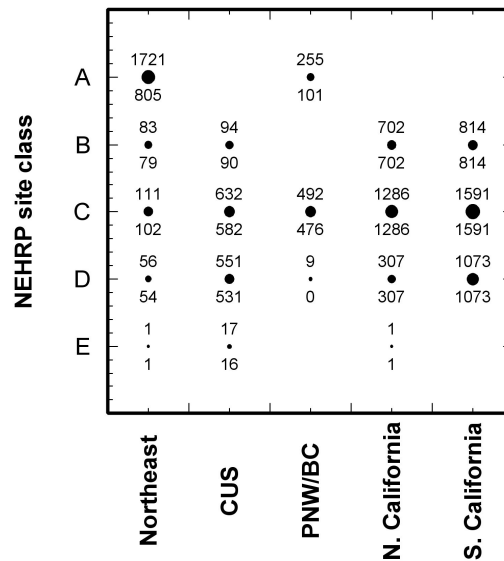 1721 255
A
805 101
83 94 702 814
B
79 90 702 814
111 632 492 1286 1591
C
102 582 476 1286 1591
56 551 9 307 1073
D
54 531 0 307 1073
1 17 1
E
1 16 1
NEHRP site class
Northeast
CUS
PNW/BC
N. California
S. California